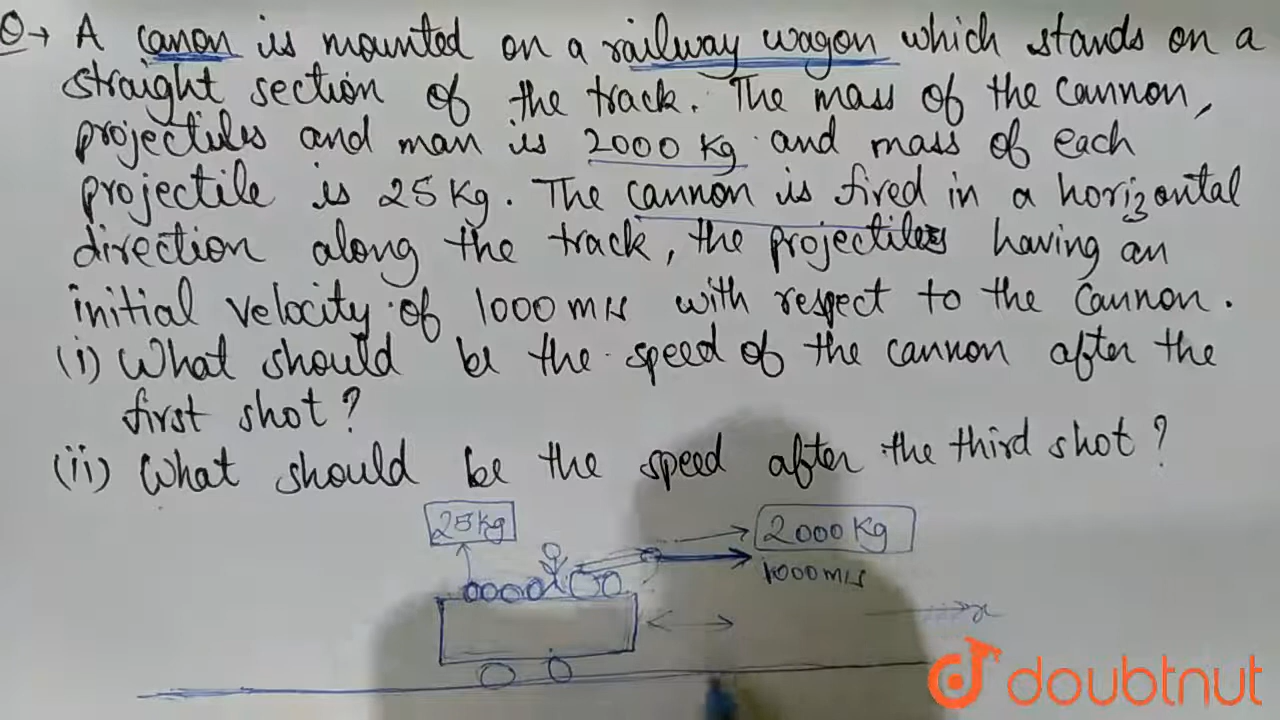 Q→ A canon is mounted on a railway wagon which stands on a
straight section of the track. The mass of the cannon,
projectiles and man is 2000 kg and mass of each
projectile is 25 Kg. The cannon is fired in a horizontal
direction along the track, the projectiles having an
initial velocity of 1000 m/s with respect to the cannon.
(i) What should be the speed of the cannon after the
first shot?
(ii) What should be the speed after the third shot?
25kg
2000 Kg
1000 m/s
x
doubtnut